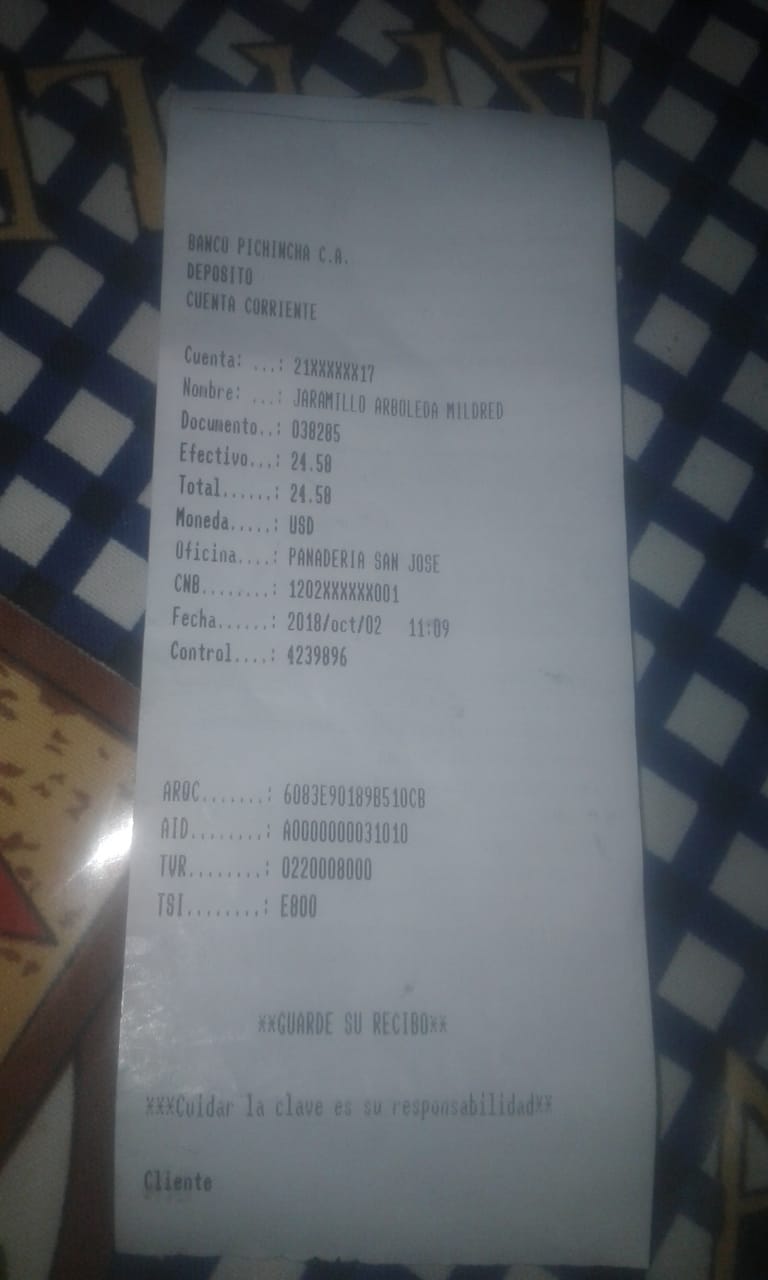 BANCO PICHINCHA C.A.
DEPOSITO
CUENTA CORRIENTE
Cuenta: ...: 21XXXXXX17
Nombre: ...: JARAMILLO ARBOLEDA MILDRED
Documento..: 038285
Efectivo...: 24.58
Total......: 24.58
Moneda.....: USD
Oficina....: PANADERIA SAN JOSE
CNB........: 1202XXXXXX001
Fecha......: 2018/oct/02 11:09
Control....: 4239896
ARQC.......: 6083E90189B510CB
AID........: A0000000031010
TVR........: 0220008000
TSI........: E800
**GUARDE SU RECIBO**
***Cuidar la clave es su responsabilidad**
Cliente